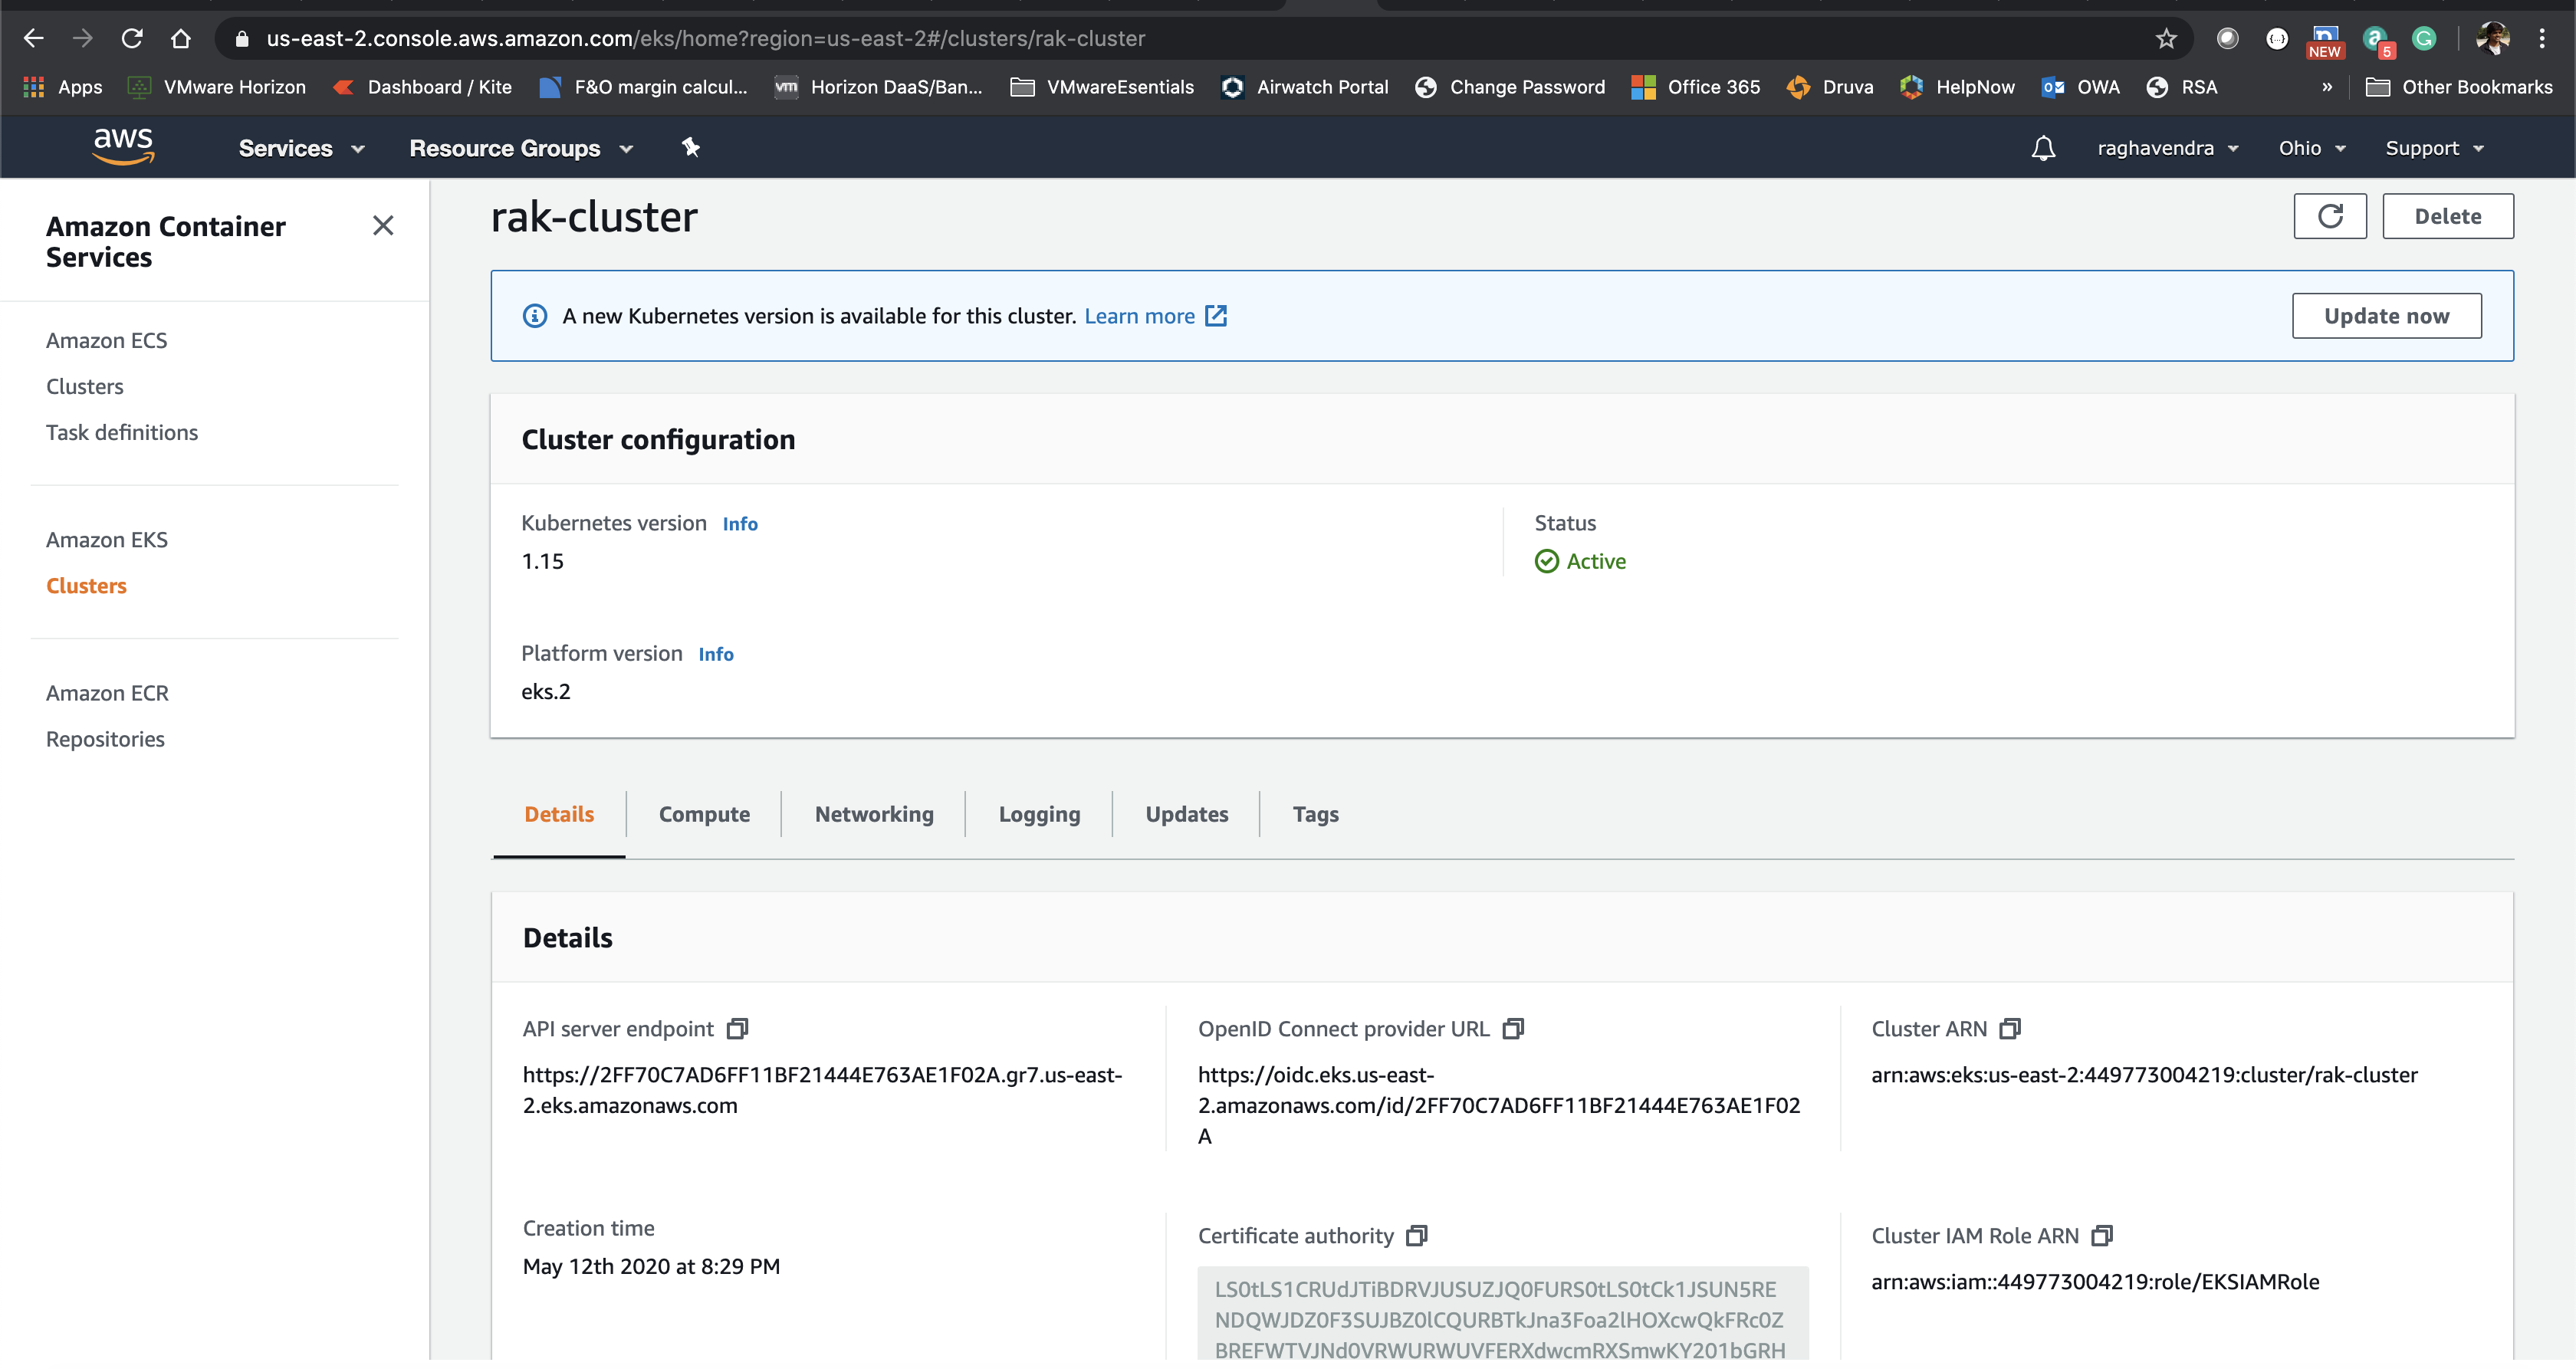 us-east-2.console.aws.amazon.com/eks/home?region=us-east-2#/clusters/rak-cluster
NEW
5
Apps VMware Horizon Dashboard / Kite F&O margin calcul... vm Horizon DaaS/Ban... VMwareEsentials Airwatch Portal Change Password Office 365 Druva HelpNow OWA RSA » Other Bookmarks
aws Services Resource Groups raghavendra Ohio Support
Amazon Container
Services
Amazon ECS
Clusters
Task definitions
Amazon EKS
Clusters
Amazon ECR
Repositories
rak-cluster
Delete
A new Kubernetes version is available for this cluster. Learn more
Update now
Cluster configuration
Kubernetes version Info
1.15
Status
Active
Platform version Info
eks.2
Details Compute Networking Logging Updates Tags
Details
API server endpoint
https://2FF70C7AD6FF11BF21444E763AE1F02A.gr7.us-east-
2.eks.amazonaws.com
OpenID Connect provider URL
https://oidc.eks.us-east-
2.amazonaws.com/id/2FF70C7AD6FF11BF21444E763AE1F02
A
Cluster ARN
arn:aws:eks:us-east-2:449773004219:cluster/rak-cluster
Creation time
May 12th 2020 at 8:29 PM
Certificate authority
LS0tLS1CRUdJTiBDRVJUSUZJQ0FURS0tLS0tCk1JSUN5RE
NDQWJDZ0F3SUJBZ0lCQURBTkJna3Foa2lHOXcwQkFRc0Z
BREFWTVJNd0VRWURWUVFERXdwcmRXSmwKY201bGRH
Cluster IAM Role ARN
arn:aws:iam::449773004219:role/EKSIAMRole